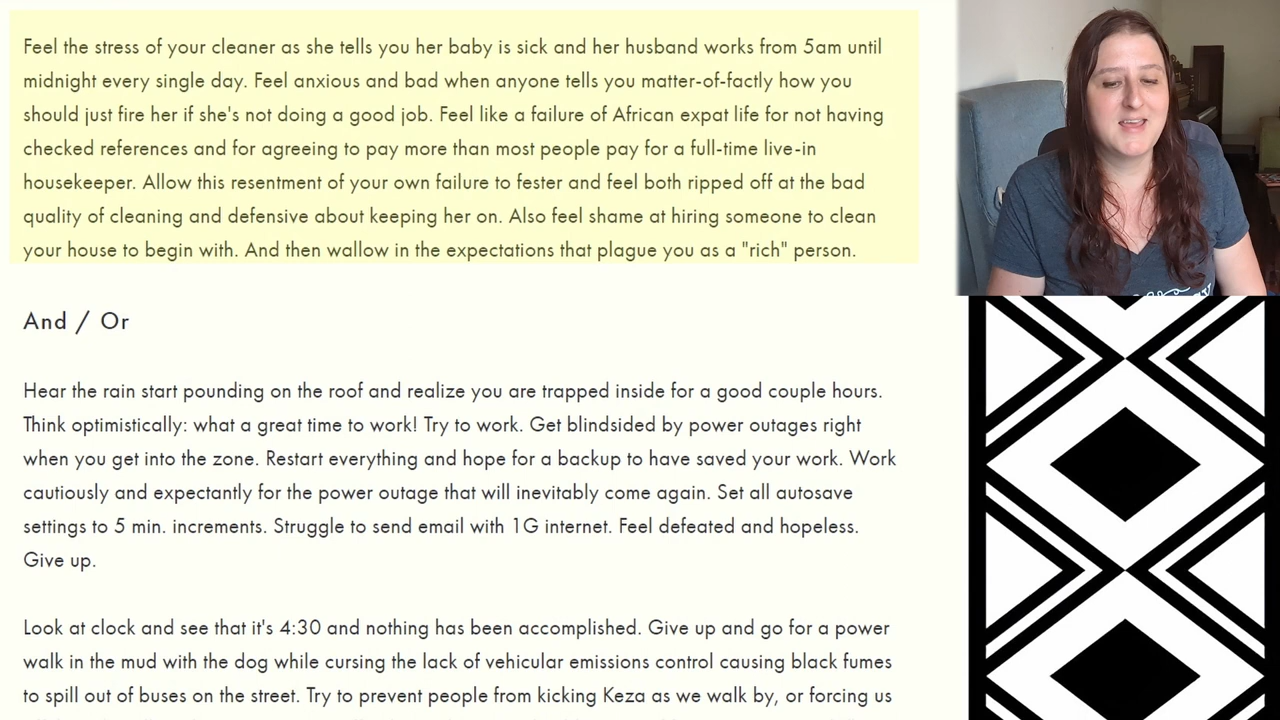 Feel the stress of your cleaner as she tells you her baby is sick and her husband works from 5am until
midnight every single day. Feel anxious and bad when anyone tells you matter-of-factly how you
should just fire her if she's not doing a good job. Feel like a failure of African expat life for not having
checked references and for agreeing to pay more than most people pay for a full-time live-in
housekeeper. Allow this resentment of your own failure to fester and feel both ripped off at the bad
quality of cleaning and defensive about keeping her on. Also feel shame at hiring someone to clean
your house to begin with. And then wallow in the expectations that plague you as a "rich" person.
And / Or
Hear the rain start pounding on the roof and realize you are trapped inside for a good couple hours.
Think optimistically: what a great time to work! Try to work. Get blindsided by power outages right
when you get into the zone. Restart everything and hope for a backup to have saved your work. Work
cautiously and expectantly for the power outage that will inevitably come again. Set all autosave
settings to 5 min. increments. Struggle to send email with 1G internet. Feel defeated and hopeless.
Give up.
Look at clock and see that it's 4:30 and nothing has been accomplished. Give up and go for a power
walk in the mud with the dog while cursing the lack of vehicular emissions control causing black fumes
to spill out of buses on the street. Try to prevent people from kicking Keza as we walk by, or forcing us